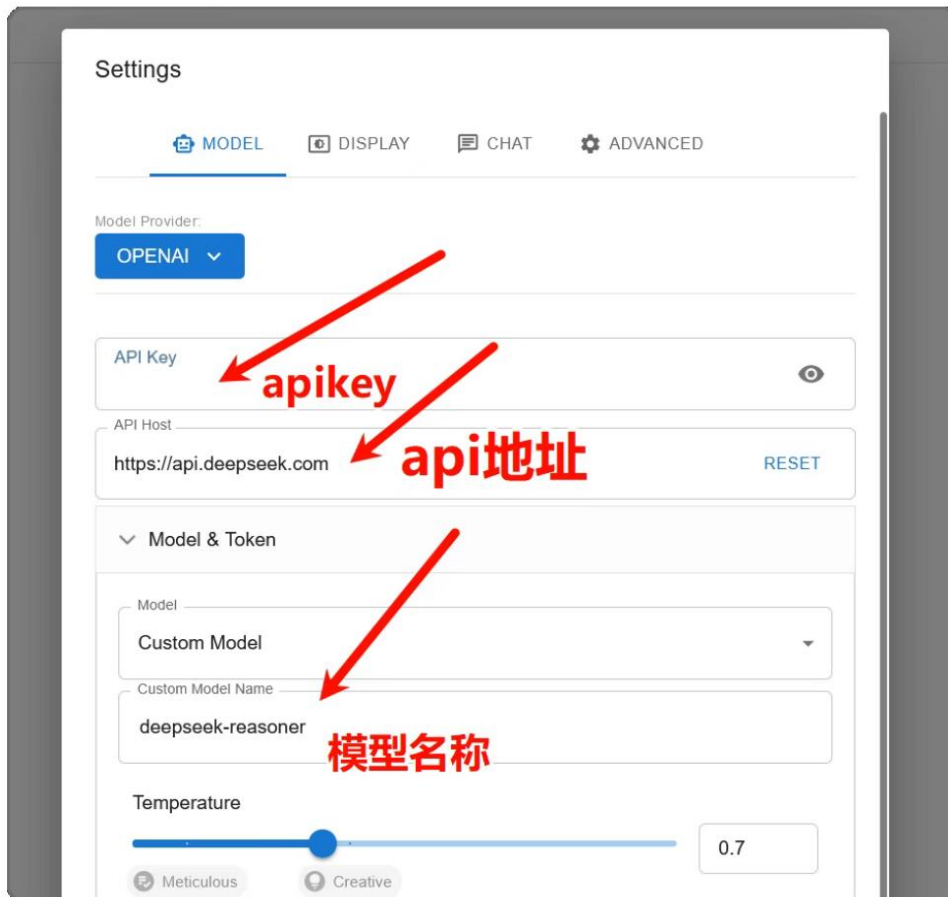 Settings
MODEL DISPLAY CHAT ADVANCED
Model Provider:
OPENAI
API Key
apikey
API Host
https://api.deepseek.com
api地址
RESET
Model & Token
Model
Custom Model
Custom Model Name
deepseek-reasoner
模型名称
Temperature
0.7
Meticulous Creative